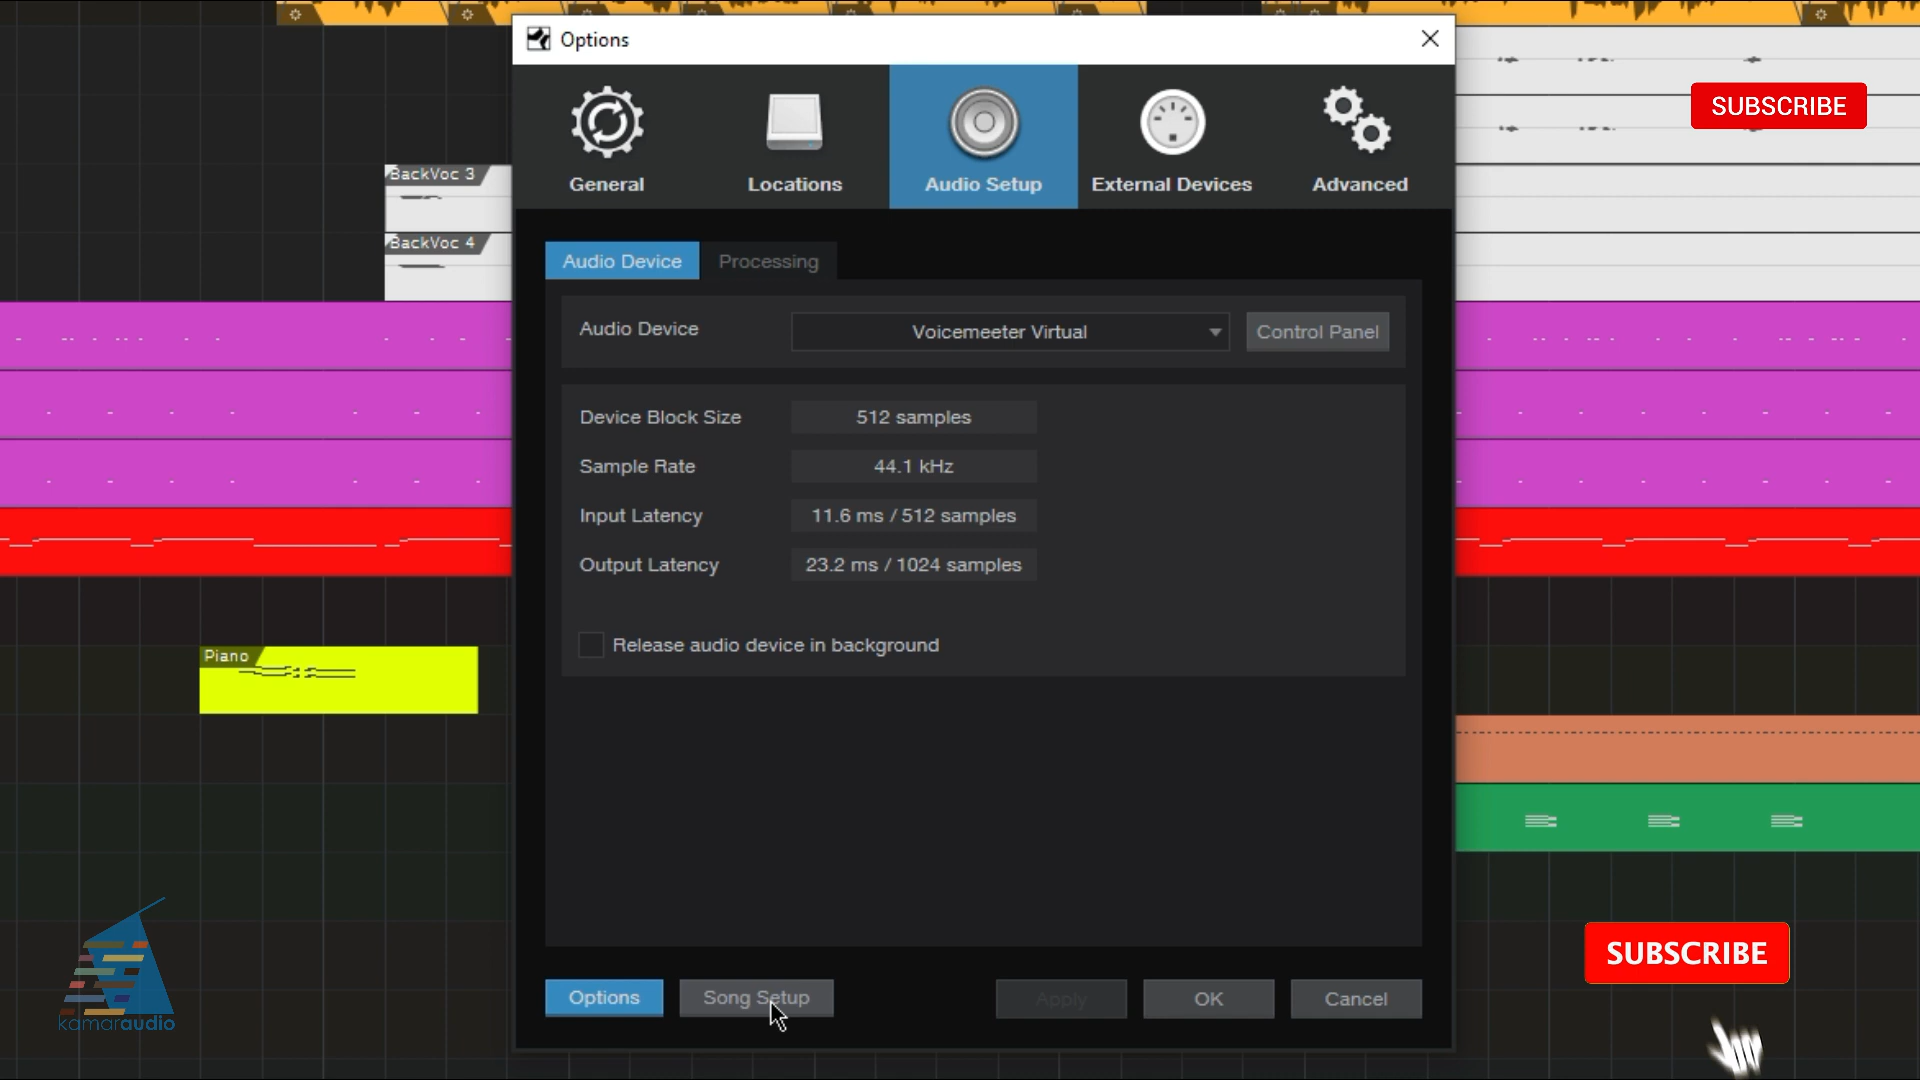 Options
General
Locations
Audio Setup
External Devices
Advanced
SUBSCRIBE
BackVoc 3
BackVoc 4
Audio Device
Processing
Audio Device
Voicemeeter Virtual
Control Panel
Device Block Size
512 samples
Sample Rate
44.1 kHz
Input Latency
11.6 ms / 512 samples
Output Latency
23.2 ms / 1024 samples
Release audio device in background
Piano
SUBSCRIBE
Options
Song Setup
Apply
OK
Cancel
kamaraudio